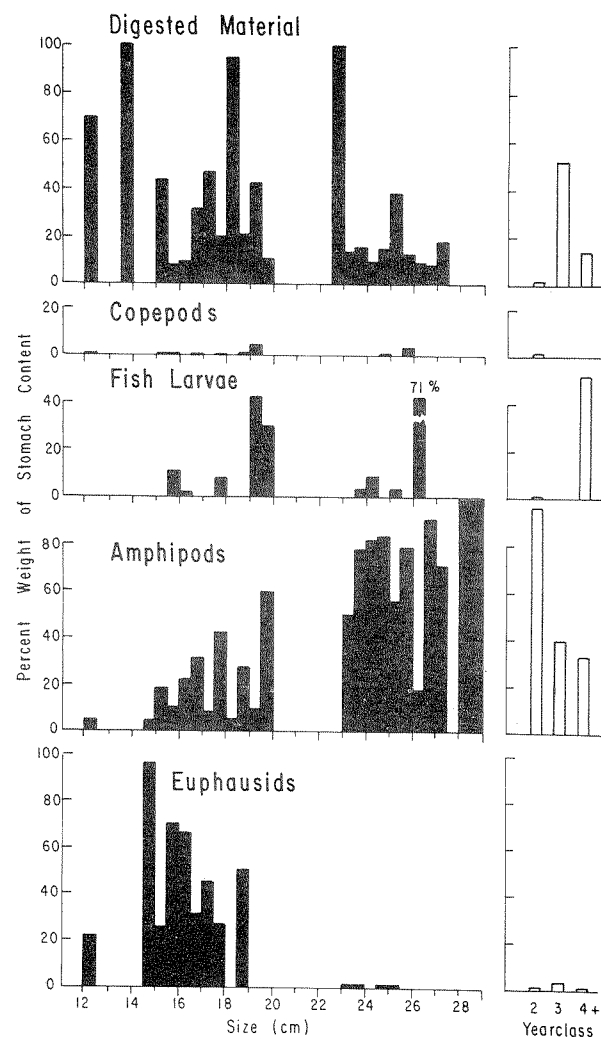 Digested Material
100
80
60
40
20
0
Copepods
20
0
Fish Larvae
71 %
40
20
0
Amphipods
80
60
40
20
0
Euphausids
100
80
60
40
20
0
12 14 16 18 20 22 24 26 28
Size (cm)
Percent Weight of Stomach Content
2 3 4+
Yearclass